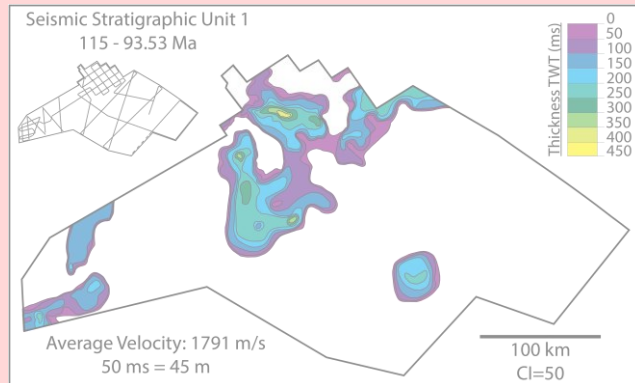 Seismic Stratigraphic Unit 1
115 - 93.53 Ma
Thickness TWT (ms)
0
50
100
150
200
250
300
350
400
450
Average Velocity: 1791 m/s
50 ms = 45 m
100 km
CI=50